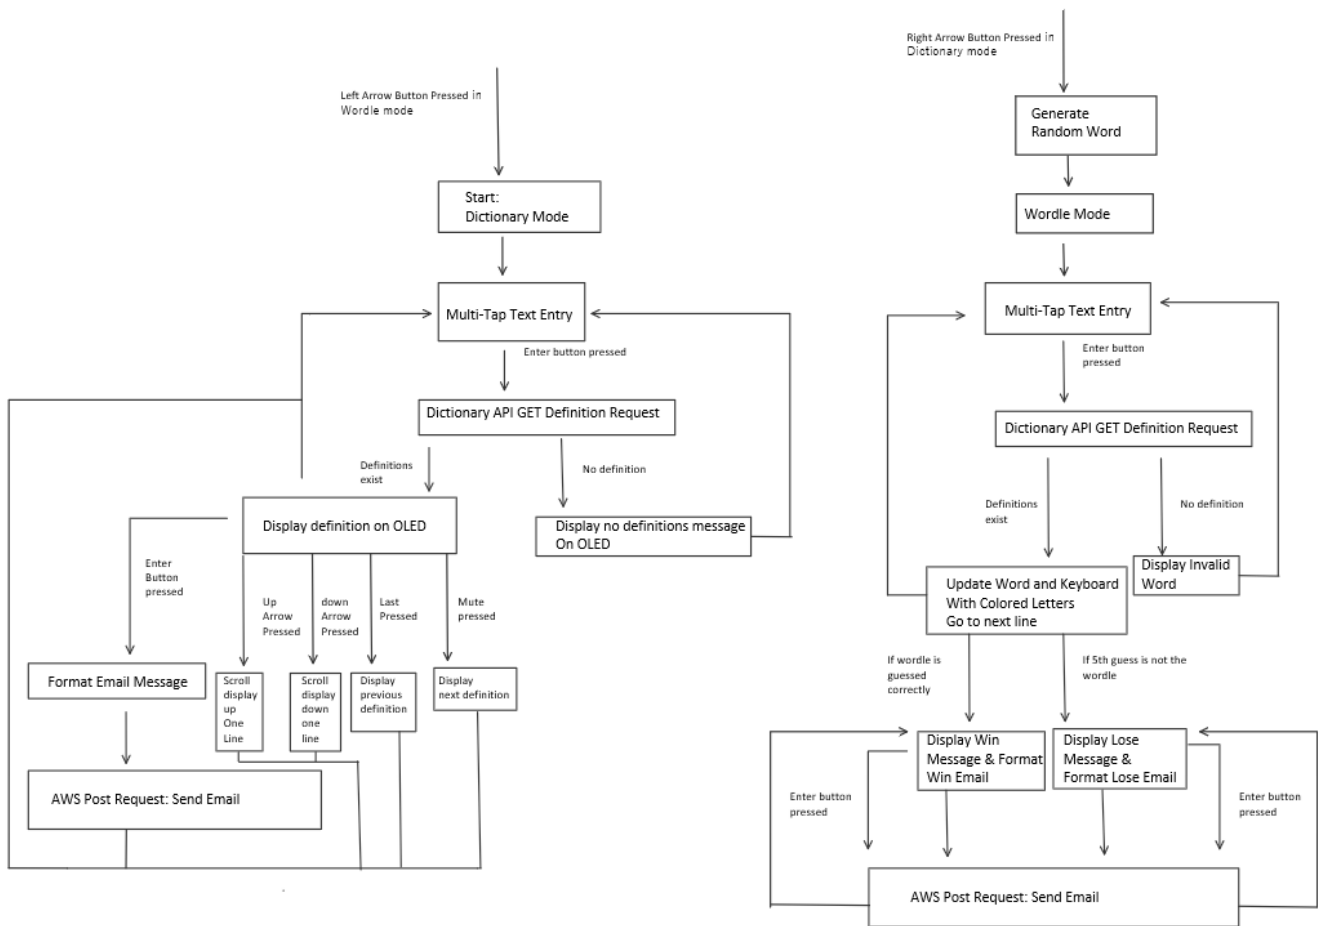 Left Arrow Button Pressed in
Wordle mode
Start:
Dictionary Mode
Multi-Tap Text Entry
Enter button pressed
Dictionary API GET Definition Request
Definitions
exist
No definition
Display definition on OLED
Display no definitions message
On OLED
Enter
Button
pressed
Up
Arrow
Pressed
down
Arrow
Pressed
Last
Pressed
Mute
pressed
Format Email Message
Scroll
display
up
One
Line
Scroll
display
down
one
line
Display
previous
definition
Display
next definition
AWS Post Request: Send Email
Right Arrow Button Pressed in
Dictionary mode
Generate
Random Word
Wordle Mode
Multi-Tap Text Entry
Enter button
pressed
Dictionary API GET Definition Request
Definitions
exist
No definition
Update Word and Keyboard
With Colored Letters
Go to next line
Display Invalid
Word
If wordle is
guessed
correctly
If 5th guess is not the
wordle
Display Win
Message & Format
Win Email
Display Lose
Message &
Format Lose Email
Enter button
pressed
Enter button
pressed
AWS Post Request: Send Email